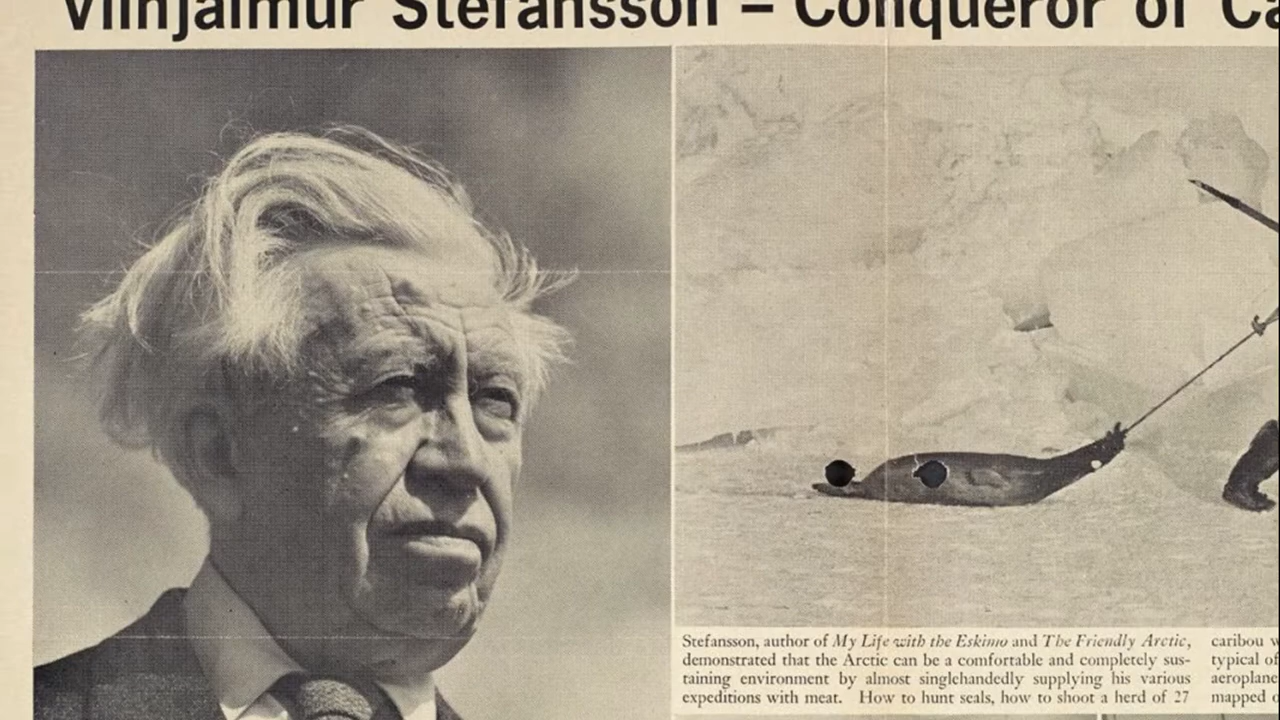 Vilhjalmur Stefansson – Conqueror of
Stefansson, author of My Life with the Eskimo and The Friendly Arctic,
demonstrated that the Arctic can be a comfortable and completely sus-
taining environment by almost singlehandedly supplying his various
expeditions with meat. How to hunt seals, how to shoot a herd of 27
caribou
typical of
aeroplane
mapped